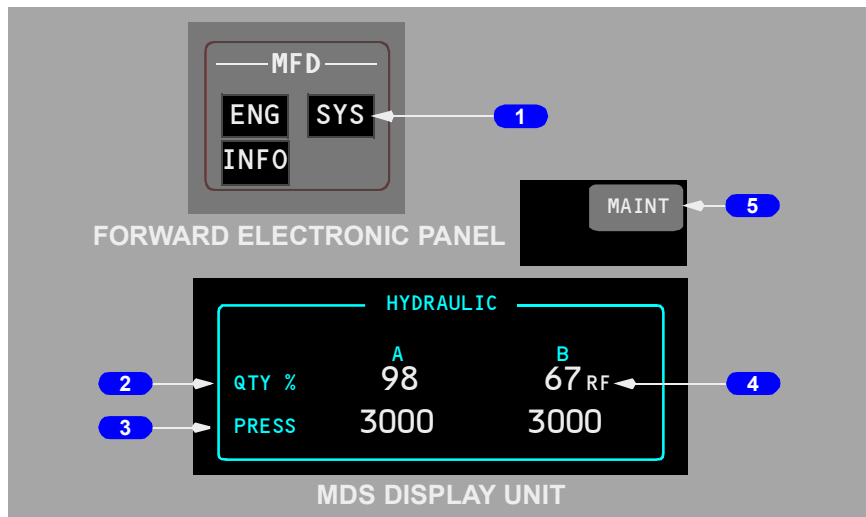 MFD
ENG SYS
1
INFO
MAINT
5
FORWARD ELECTRONIC PANEL
HYDRAULIC
A B
2
QTY %
98
67 RF
4
3
PRESS
3000
3000
MDS DISPLAY UNIT